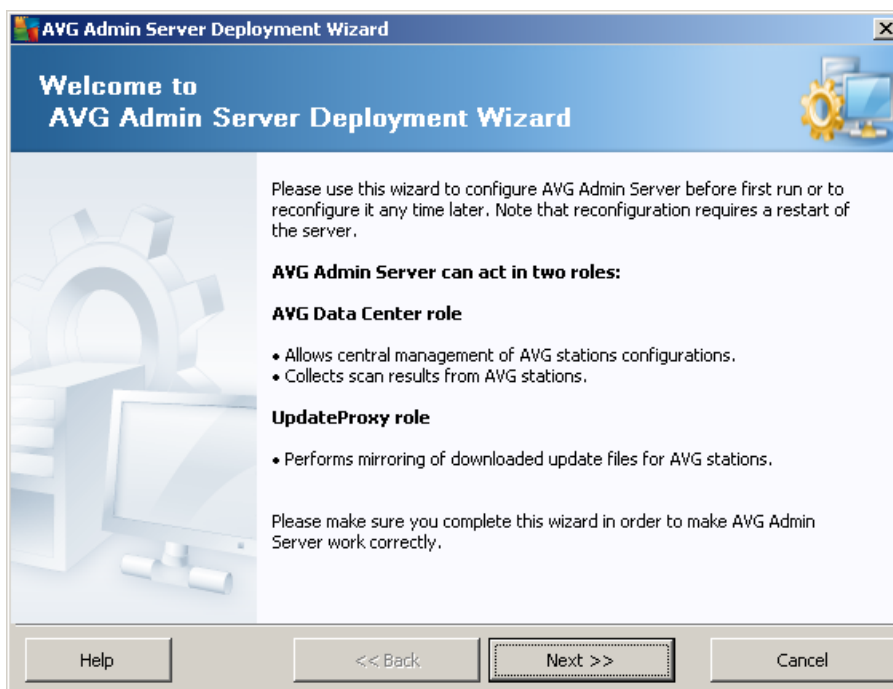 AVG Admin Server Deployment Wizard
Welcome to
AVG Admin Server Deployment Wizard
Please use this wizard to configure AVG Admin Server before first run or to
reconfigure it any time later. Note that reconfiguration requires a restart of
the server.
AVG Admin Server can act in two roles:
AVG Data Center role
• Allows central management of AVG stations configurations.
• Collects scan results from AVG stations.
UpdateProxy role
• Performs mirroring of downloaded update files for AVG stations.
Please make sure you complete this wizard in order to make AVG Admin
Server work correctly.
Help
<< Back
Next >>
Cancel